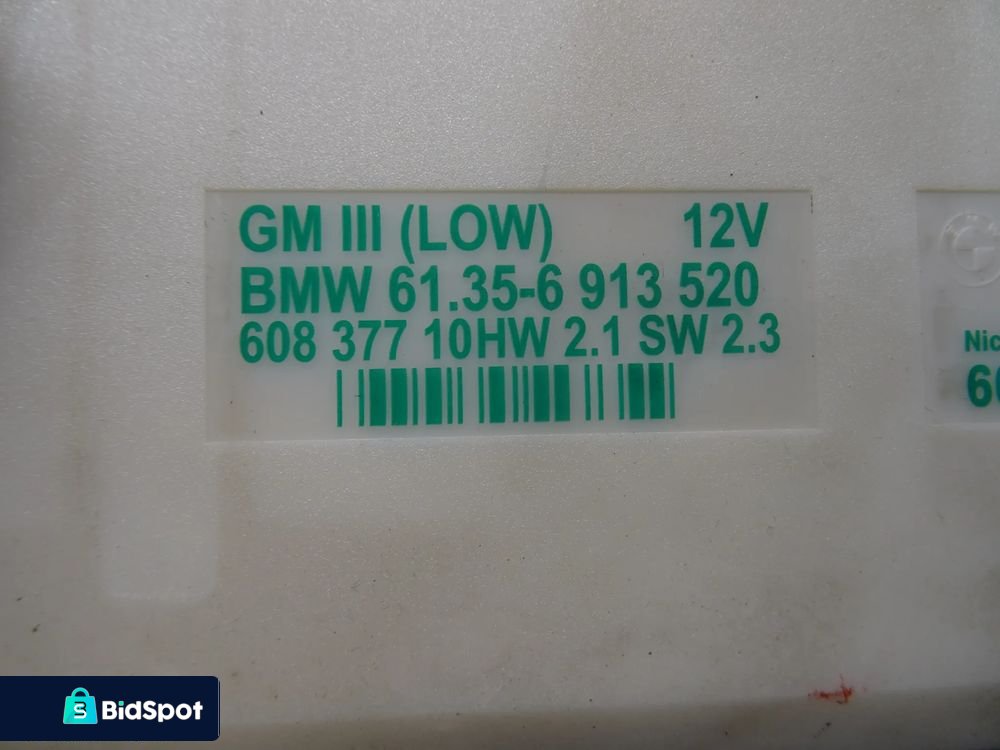 GM III (LOW) 12V
BMW 61.35-6 913 520
608 377 10HW 2.1 SW 2.3
BidSpot